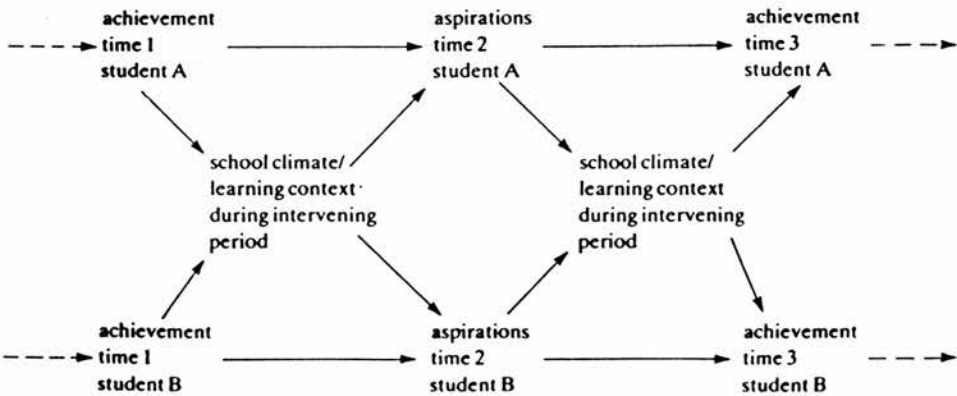 achievement
time 1
student A
aspirations
time 2
student A
achievement
time 3
student A
school climate/
learning context
during intervening
period
school climate/
learning context
during intervening
period
achievement
time 1
student B
aspirations
time 2
student B
achievement
time 3
student B